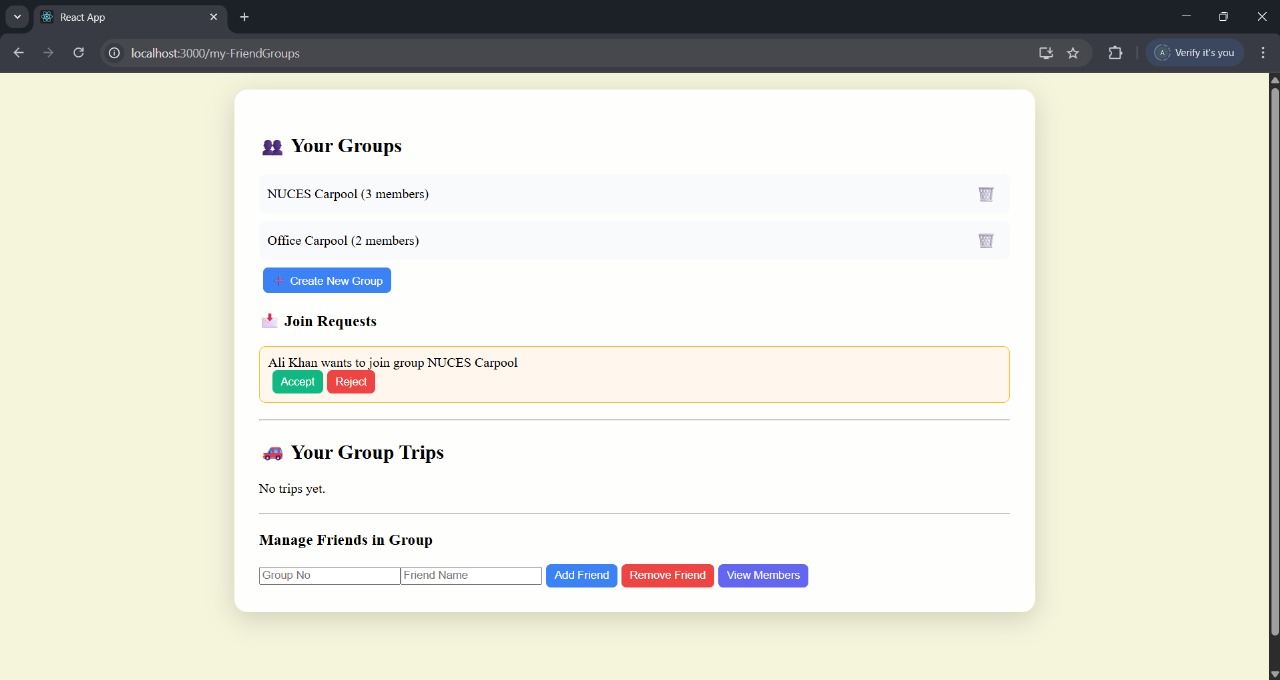 React App
localhost:3000/my-FriendGroups
A Verify it's you
Your Groups
NUCES Carpool (3 members)
Office Carpool (2 members)
Create New Group
Join Requests
Ali Khan wants to join group NUCES Carpool
Accept Reject
Your Group Trips
No trips yet.
Manage Friends in Group
Group No Friend Name Add Friend Remove Friend View Members